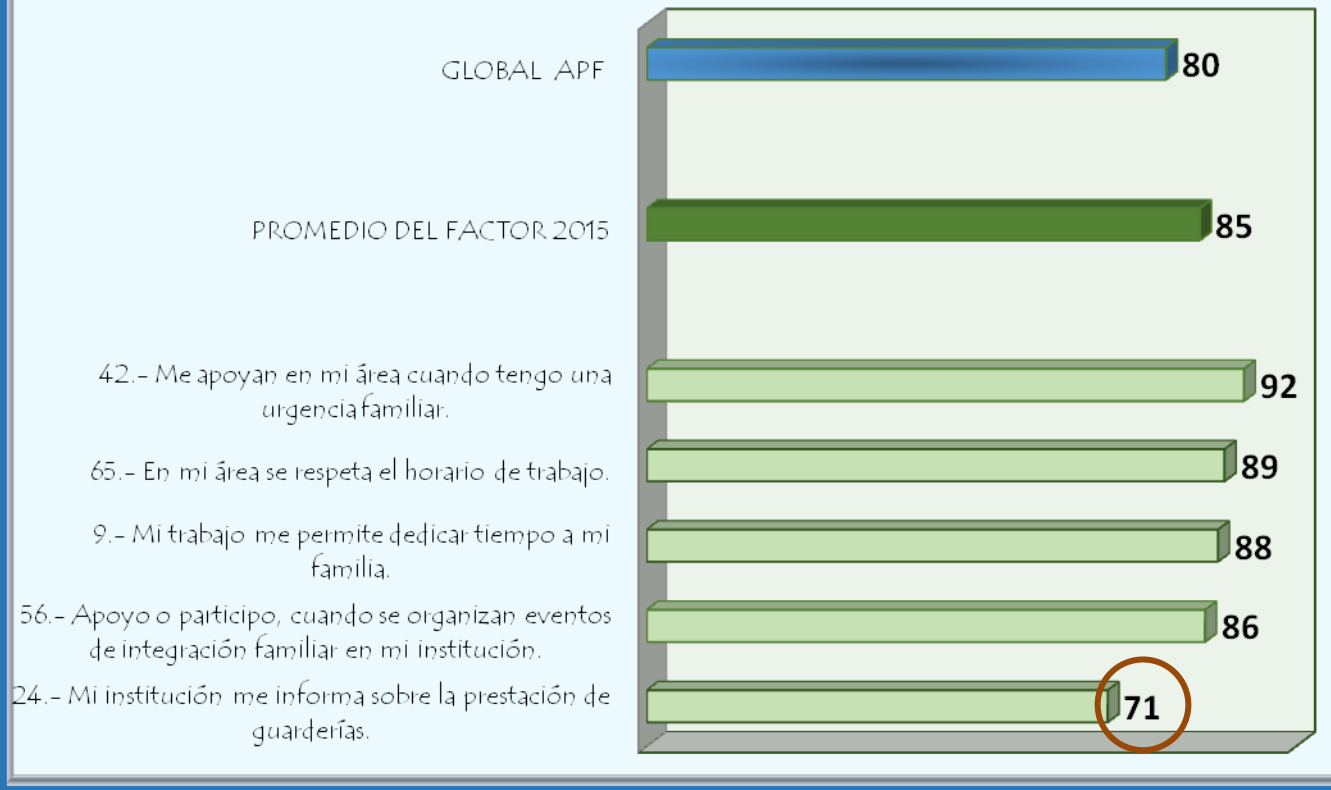 GLOBAL APF
80
PROMEDIO DEL FACTOR 2015
85
42.- Me apoyan en mi área cuando tengo una
urgencia familiar.
92
65.- En mi área se respeta el horario de trabajo.
89
9.- Mi trabajo me permite dedicar tiempo a mi
familia.
88
56.- Apoyo o participo, cuando se organizan eventos
de integración familiar en mi institución.
86
24.- Mi institución me informa sobre la prestación de
guarderías.
71